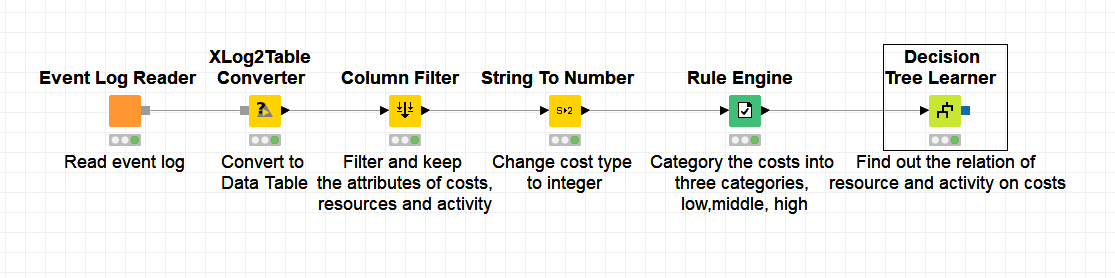 Event Log Reader
XLog2Table
Converter
Column Filter
String To Number
Rule Engine
Decision
Tree Learner
?
S▸2
Read event log
Convert to
Data Table
Filter and keep
the attributes of costs,
resources and activity
Change cost type
to integer
Category the costs into
three categories,
low,middle, high
Find out the relation of
resource and activity on costs